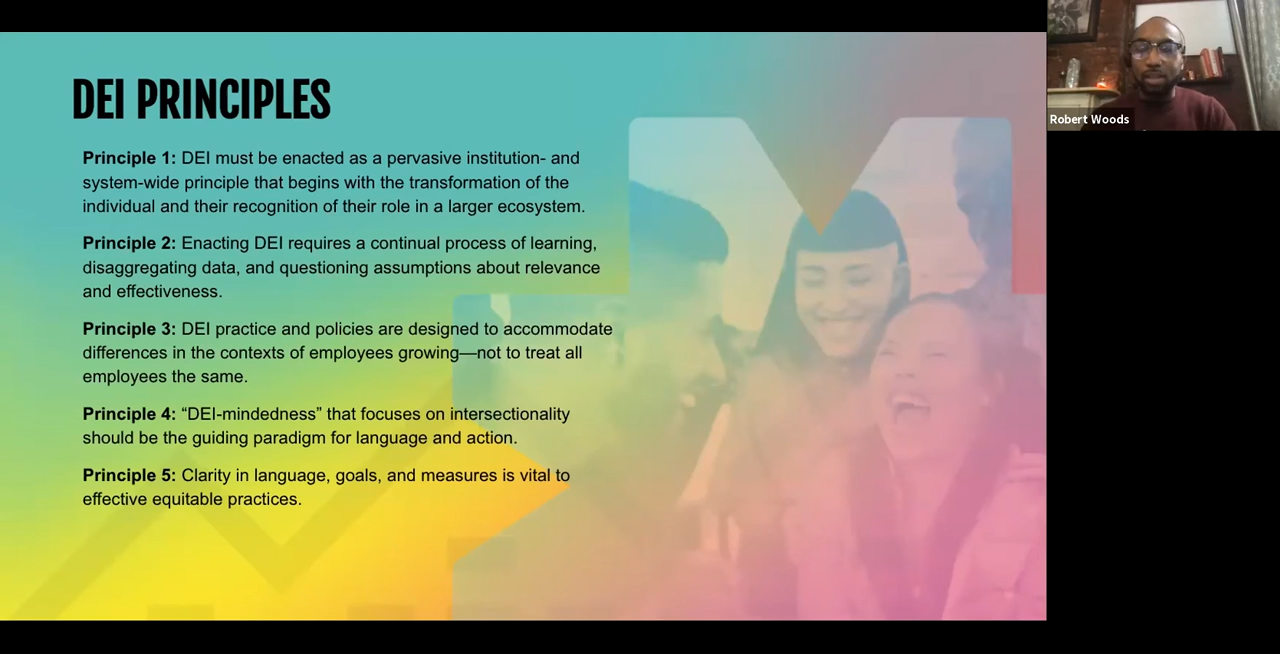 DEI PRINCIPLES
Principle 1: DEI must be enacted as a pervasive institution- and
system-wide principle that begins with the transformation of the
individual and their recognition of their role in a larger ecosystem.
Principle 2: Enacting DEI requires a continual process of learning,
disaggregating data, and questioning assumptions about relevance
and effectiveness.
Principle 3: DEI practice and policies are designed to accommodate
differences in the contexts of employees growing—not to treat all
employees the same.
Principle 4: “DEI-mindedness” that focuses on intersectionality
should be the guiding paradigm for language and action.
Principle 5: Clarity in language, goals, and measures is vital to
effective equitable practices.
Robert Woods